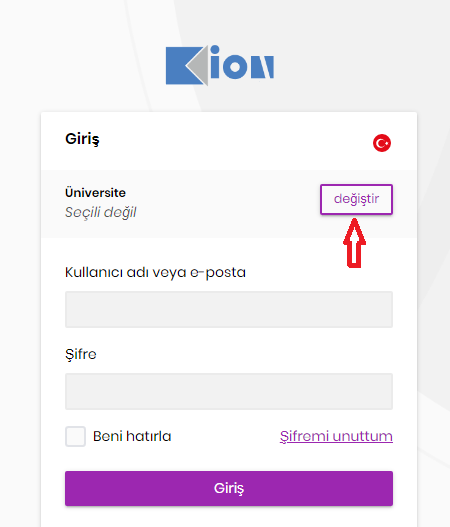 Kion
Giriş
Üniversite
Seçili değil
değiştir
Kullanıcı adı veya e-posta
Şifre
Beni hatırla
Şifremi unuttum
Giriş